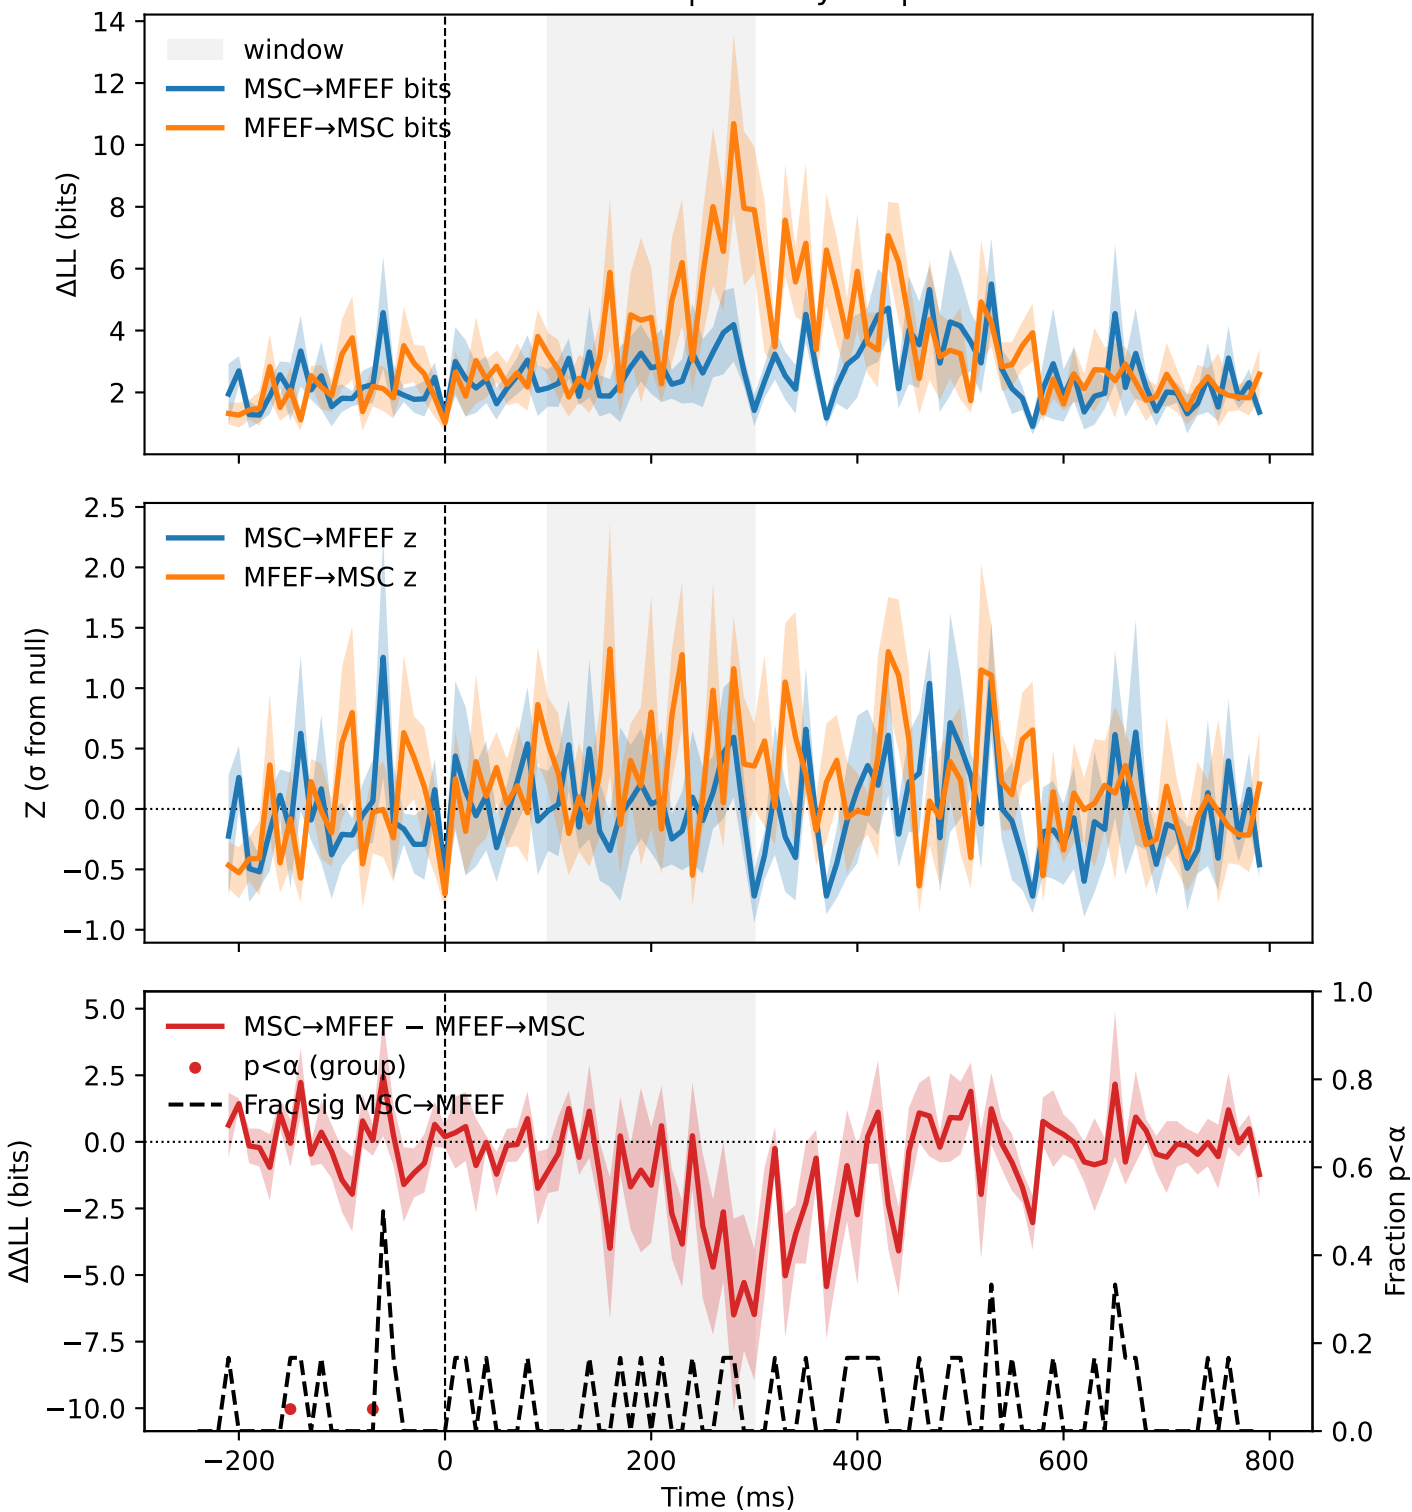 14
12
10
8
6
4
2
ΔLL (bits)
window
MSC→MFEF bits
MFEF→MSC bits
2.5
2.0
1.5
1.0
0.5
0.0
−0.5
−1.0
Z (σ from null)
MSC→MFEF z
MFEF→MSC z
5.0
2.5
0.0
−2.5
−5.0
−7.5
−10.0
ΔΔLL (bits)
MSC→MFEF − MFEF→MSC
p<α (group)
Frac sig MSC→MFEF
1.0
0.8
0.6
0.4
0.2
0.0
Fraction p<α
−200 0 200 400 600 800
Time (ms)